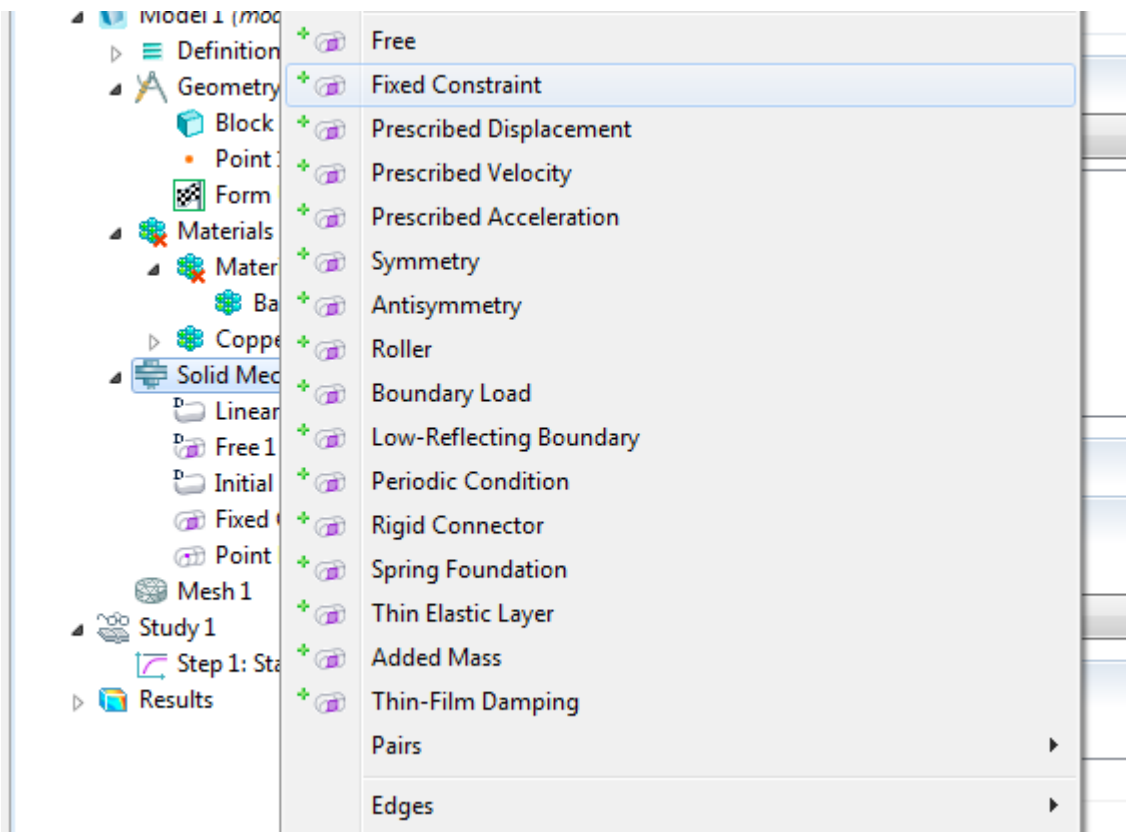 Model 1 (mod
Definition
Geometry
Block
Point
Form
Materials
Mater
Ba
Coppe
Solid Mec
Linear
D
Free 1
D
Initial
D
Fixed
Point
Mesh 1
Study 1
Step 1: Sta
Results
Free
Fixed Constraint
Prescribed Displacement
Prescribed Velocity
Prescribed Acceleration
Symmetry
Antisymmetry
Roller
Boundary Load
Low-Reflecting Boundary
Periodic Condition
Rigid Connector
Spring Foundation
Thin Elastic Layer
Added Mass
Thin-Film Damping
Pairs
Edges